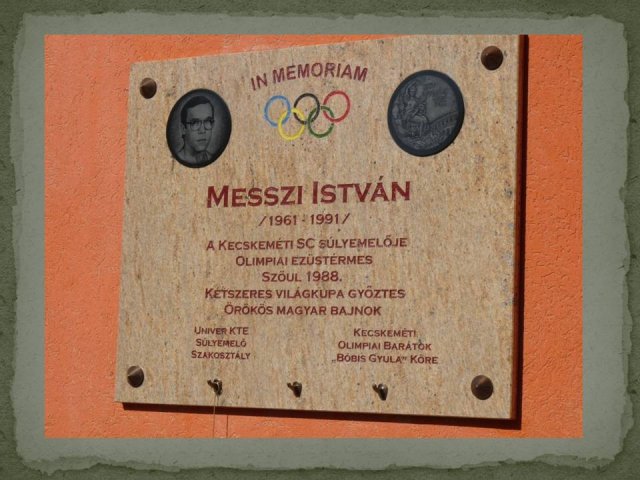 IN MEMORIAM
MESSZI ISTVÁN
/1961 - 1991/
A KECSKEMÉTI SC SÚLYEMELŐJE
OLIMPIAI EZÜSTÉRMES
SZÖUL 1988.
KÉTSZERES VILÁGKUPA GYŐZTES
ÖRÖKÖS MAGYAR BAJNOK
UNIVER KTE
SÚLYEMELŐ
SZAKOSZTÁLY
KECSKEMÉTI
OLIMPIAI BARÁTOK
„BÓBIS GYULA" KÖRE